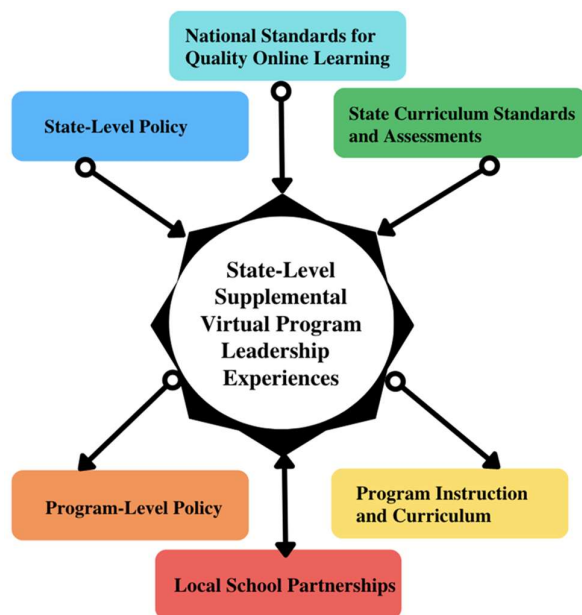 National Standards for
Quality Online Learning
State-Level Policy
State Curriculum Standards
and Assessments
State-Level
Supplemental
Virtual Program
Leadership
Experiences
Program-Level Policy
Program Instruction
and Curriculum
Local School Partnerships